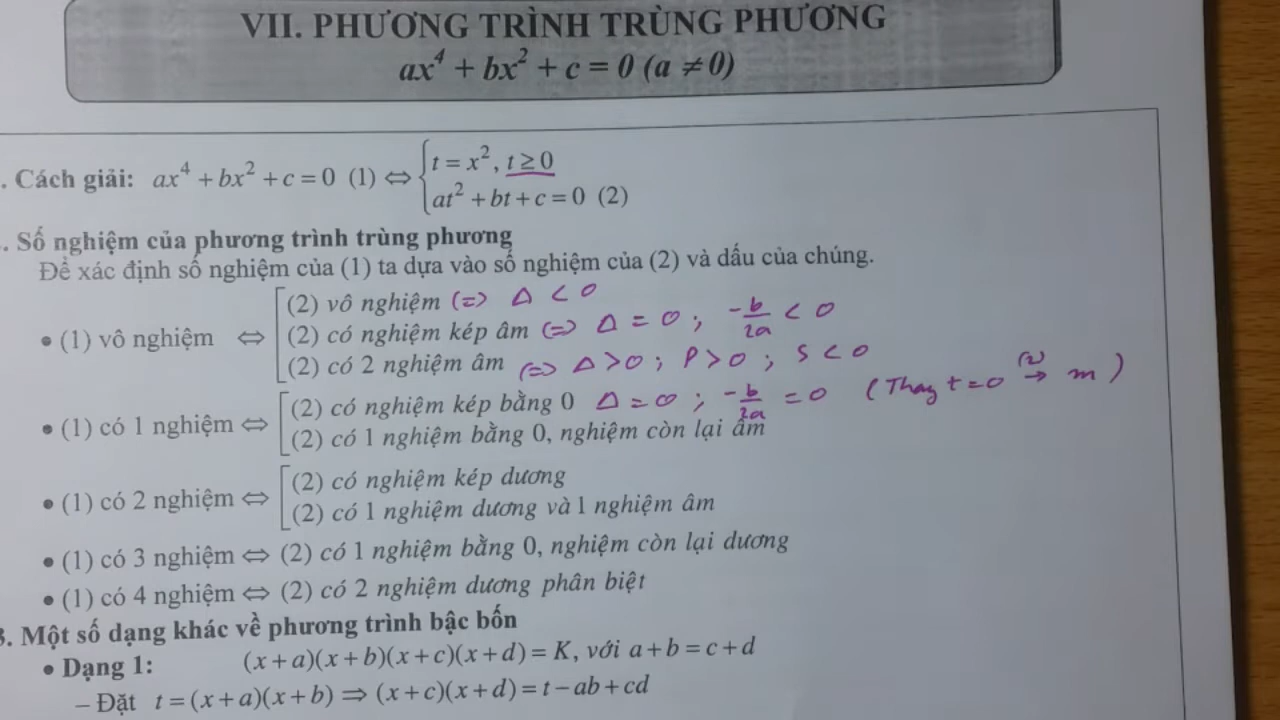 VII. PHƯƠNG TRÌNH TRÙNG PHƯƠNG
ax⁴ + bx² + c = 0 (a ≠ 0)
. Cách giải: ax⁴ + bx² + c = 0 (1) ⇔ { t = x², t ≥ 0
at² + bt + c = 0 (2)
. Số nghiệm của phương trình trùng phương
Để xác định số nghiệm của (1) ta dựa vào số nghiệm của (2) và dấu của chúng.
• (1) vô nghiệm ⇔ [ (2) vô nghiệm (=) Δ < 0
(2) có nghiệm kép âm (=) Δ = 0 ; -b/2a < 0
(2) có 2 nghiệm âm (=) Δ > 0 ; P > 0 ; S < 0
• (1) có 1 nghiệm ⇔ [ (2) có nghiệm kép bằng 0 Δ = 0 ; -b/2a = 0 (Thay t = 0 (2)→ m)
(2) có 1 nghiệm bằng 0, nghiệm còn lại âm
• (1) có 2 nghiệm ⇔ [ (2) có nghiệm kép dương
(2) có 1 nghiệm dương và 1 nghiệm âm
• (1) có 3 nghiệm ⇔ (2) có 1 nghiệm bằng 0, nghiệm còn lại dương
• (1) có 4 nghiệm ⇔ (2) có 2 nghiệm dương phân biệt
3. Một số dạng khác về phương trình bậc bốn
• Dạng 1: (x + a)(x + b)(x + c)(x + d) = K, với a + b = c + d
– Đặt t = (x + a)(x + b) ⇒ (x + c)(x + d) = t – ab + cd